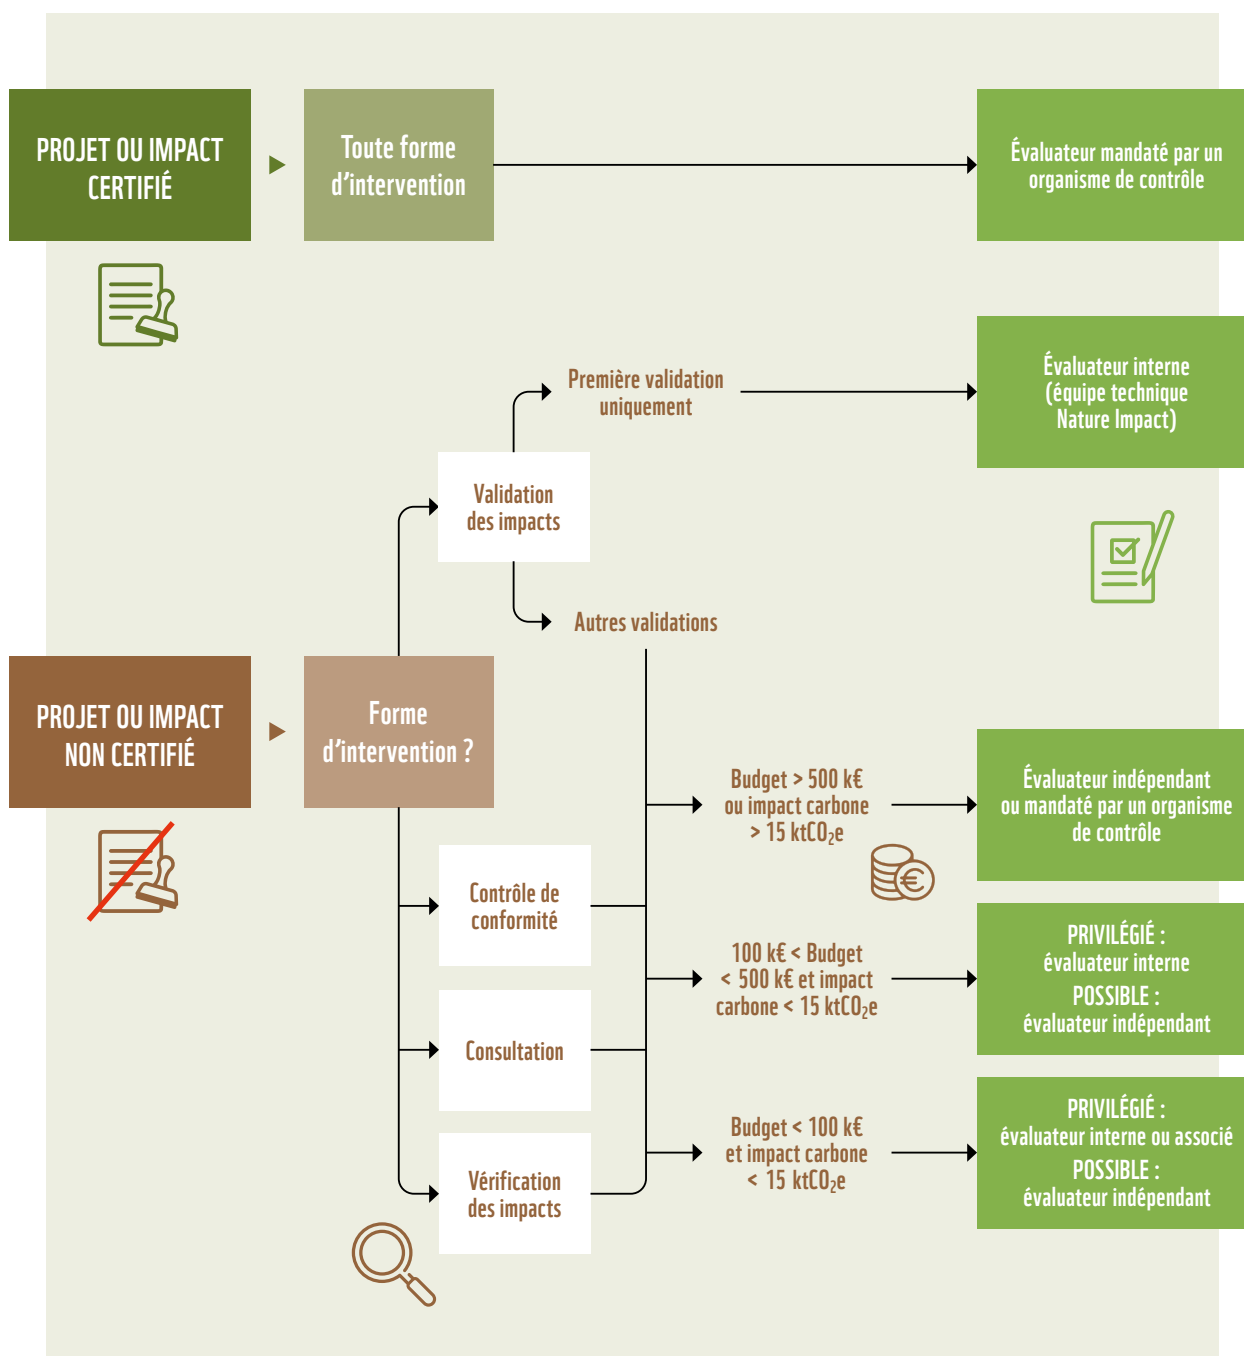 PROJET OU IMPACT
CERTIFIÉ
Toute forme
d’intervention
Évaluateur mandaté par un
organisme de contrôle
Première validation
uniquement
Évaluateur interne
(équipe technique
Nature Impact)
Validation
des impacts
Autres validations
PROJET OU IMPACT
NON CERTIFIÉ
Forme
d’intervention ?
Budget > 500 k€
ou impact carbone
> 15 ktCO₂e
Évaluateur indépendant
ou mandaté par un organisme
de contrôle
Contrôle de
conformité
100 k€ < Budget
< 500 k€ et impact
carbone < 15 ktCO₂e
PRIVILÉGIÉ :
évaluateur interne
POSSIBLE :
évaluateur indépendant
Consultation
Budget < 100 k€
et impact carbone
< 15 ktCO₂e
PRIVILÉGIÉ :
évaluateur interne ou associé
POSSIBLE :
évaluateur indépendant
Vérification
des impacts